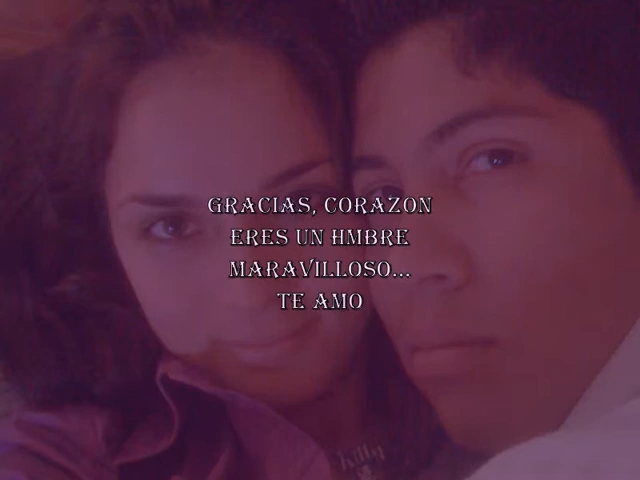 GRACIAS, CORAZON
ERES UN HMBRE
MARAVILLOSO...
TE AMO